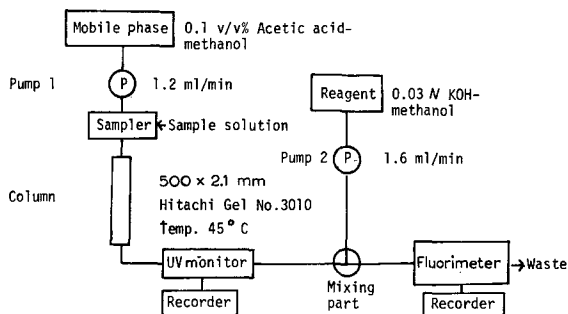 Mobile phase
0.1 v/v% Acetic acid-
methanol
Pump 1
P
1.2 ml/min
Reagent
0.03 N KOH-
methanol
Sampler
Sample solution
Pump 2
P
1.6 ml/min
Column
500 x 2.1 mm
Hitachi Gel No.3010
Temp. 45°C
UV monitor
Recorder
Mixing
part
Fluorimeter
Waste
Recorder